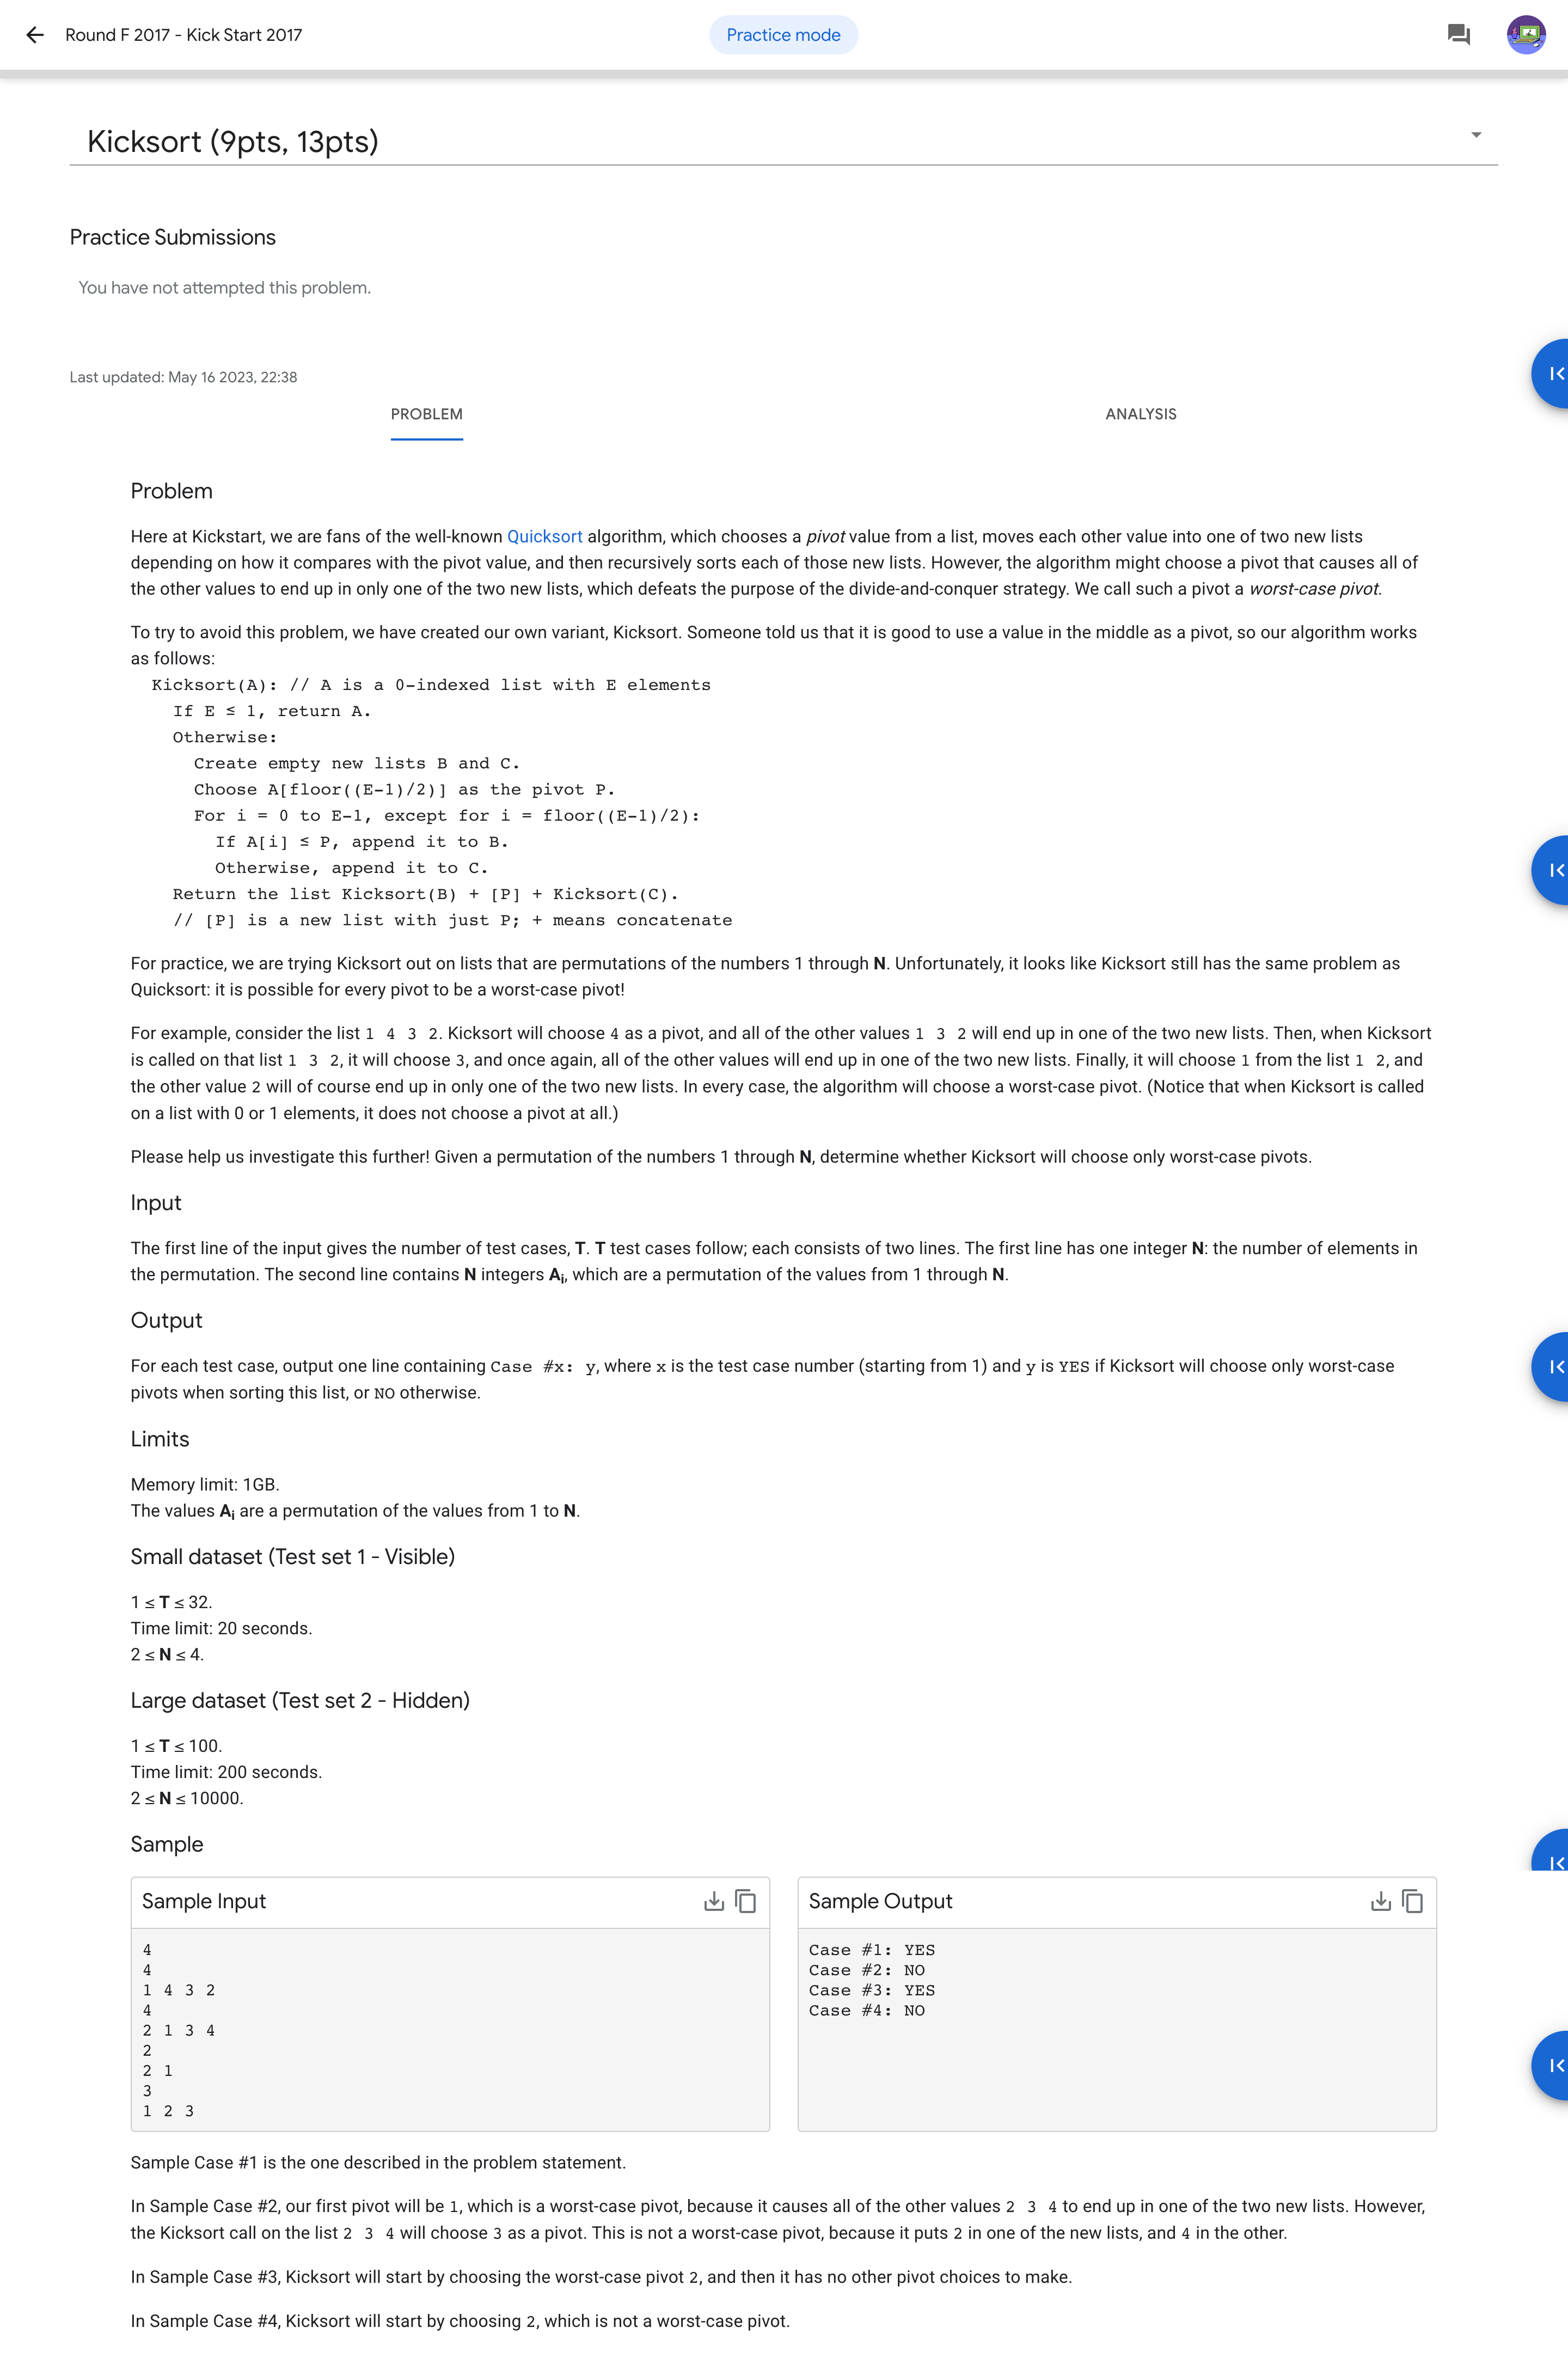 Round F 2017 - Kick Start 2017
Practice mode
Kicksort (9pts, 13pts)
Practice Submissions
You have not attempted this problem.
Last updated: May 16 2023, 22:38
PROBLEM
ANALYSIS
Problem
Here at Kickstart, we are fans of the well-known Quicksort algorithm, which chooses a pivot value from a list, moves each other value into one of two new lists
depending on how it compares with the pivot value, and then recursively sorts each of those new lists. However, the algorithm might choose a pivot that causes all of
the other values to end up in only one of the two new lists, which defeats the purpose of the divide-and-conquer strategy. We call such a pivot a worst-case pivot.
To try to avoid this problem, we have created our own variant, Kicksort. Someone told us that it is good to use a value in the middle as a pivot, so our algorithm works
as follows:
Kicksort(A): // A is a 0-indexed list with E elements
If E ≤ 1, return A.
Otherwise:
Create empty new lists B and C.
Choose A[floor((E-1)/2)] as the pivot P.
For i = 0 to E-1, except for i = floor((E-1)/2):
If A[i] ≤ P, append it to B.
Otherwise, append it to C.
Return the list Kicksort(B) + [P] + Kicksort(C).
// [P] is a new list with just P; + means concatenate
For practice, we are trying Kicksort out on lists that are permutations of the numbers 1 through N. Unfortunately, it looks like Kicksort still has the same problem as
Quicksort: it is possible for every pivot to be a worst-case pivot!
For example, consider the list 1 4 3 2. Kicksort will choose 4 as a pivot, and all of the other values 1 3 2 will end up in one of the two new lists. Then, when Kicksort
is called on that list 1 3 2, it will choose 3, and once again, all of the other values will end up in one of the two new lists. Finally, it will choose 1 from the list 1 2, and
the other value 2 will of course end up in only one of the two new lists. In every case, the algorithm will choose a worst-case pivot. (Notice that when Kicksort is called
on a list with 0 or 1 elements, it does not choose a pivot at all.)
Please help us investigate this further! Given a permutation of the numbers 1 through N, determine whether Kicksort will choose only worst-case pivots.
Input
The first line of the input gives the number of test cases, T. T test cases follow; each consists of two lines. The first line has one integer N: the number of elements in
the permutation. The second line contains N integers Ai, which are a permutation of the values from 1 through N.
Output
For each test case, output one line containing Case #x: y, where x is the test case number (starting from 1) and y is YES if Kicksort will choose only worst-case
pivots when sorting this list, or NO otherwise.
Limits
Memory limit: 1GB.
The values Ai are a permutation of the values from 1 to N.
Small dataset (Test set 1 - Visible)
1 ≤ T ≤ 32.
Time limit: 20 seconds.
2 ≤ N ≤ 4.
Large dataset (Test set 2 - Hidden)
1 ≤ T ≤ 100.
Time limit: 200 seconds.
2 ≤ N ≤ 10000.
Sample
Sample Input
4
4
1 4 3 2
4
2 1 3 4
2
2 1
3
1 2 3
Sample Output
Case #1: YES
Case #2: NO
Case #3: YES
Case #4: NO
Sample Case #1 is the one described in the problem statement.
In Sample Case #2, our first pivot will be 1, which is a worst-case pivot, because it causes all of the other values 2 3 4 to end up in one of the two new lists. However,
the Kicksort call on the list 2 3 4 will choose 3 as a pivot. This is not a worst-case pivot, because it puts 2 in one of the new lists, and 4 in the other.
In Sample Case #3, Kicksort will start by choosing the worst-case pivot 2, and then it has no other pivot choices to make.
In Sample Case #4, Kicksort will start by choosing 2, which is not a worst-case pivot.